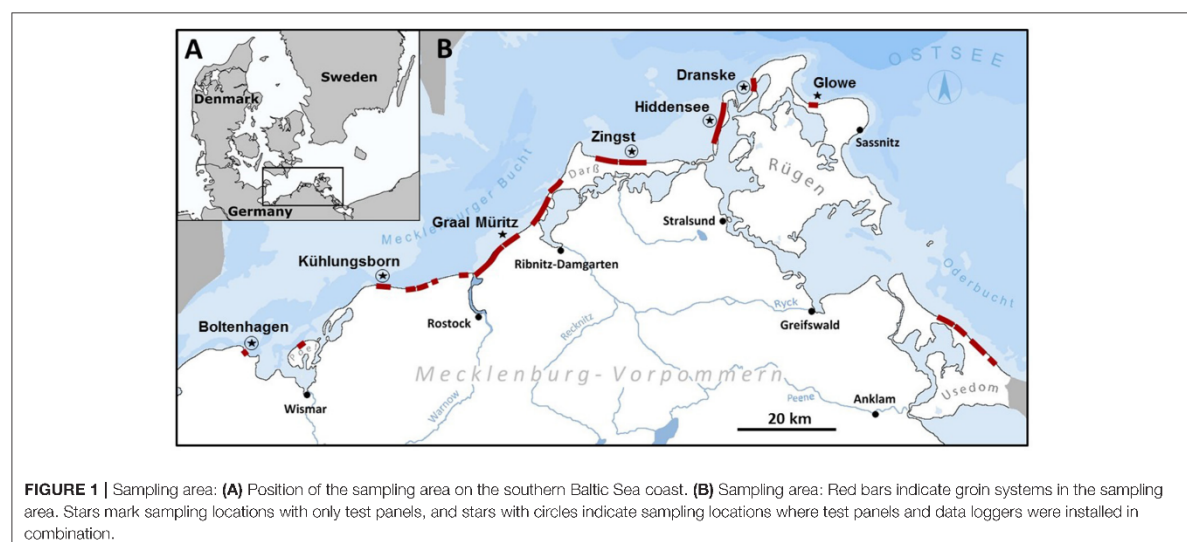 A
B
Sweden
Denmark
Germany
OSTSEE
Dranske
Glowe
Hiddensee
Sassnitz
Zingst
Darß
Rügen
Mecklenburger Bucht
Graal Müritz
Stralsund
Ribnitz-Damgarten
Kühlungsborn
Oderbucht
Boltenhagen
Rostock
Recknitz
Ryck
Greifswald
Poel
Mecklenburg-Vorpommern
Usedom
Wismar
Warnow
Peene
Anklam
20 km
FIGURE 1 | Sampling area: (A) Position of the sampling area on the southern Baltic Sea coast. (B) Sampling area: Red bars indicate groin systems in the sampling
area. Stars mark sampling locations with only test panels, and stars with circles indicate sampling locations where test panels and data loggers were installed in
combination.